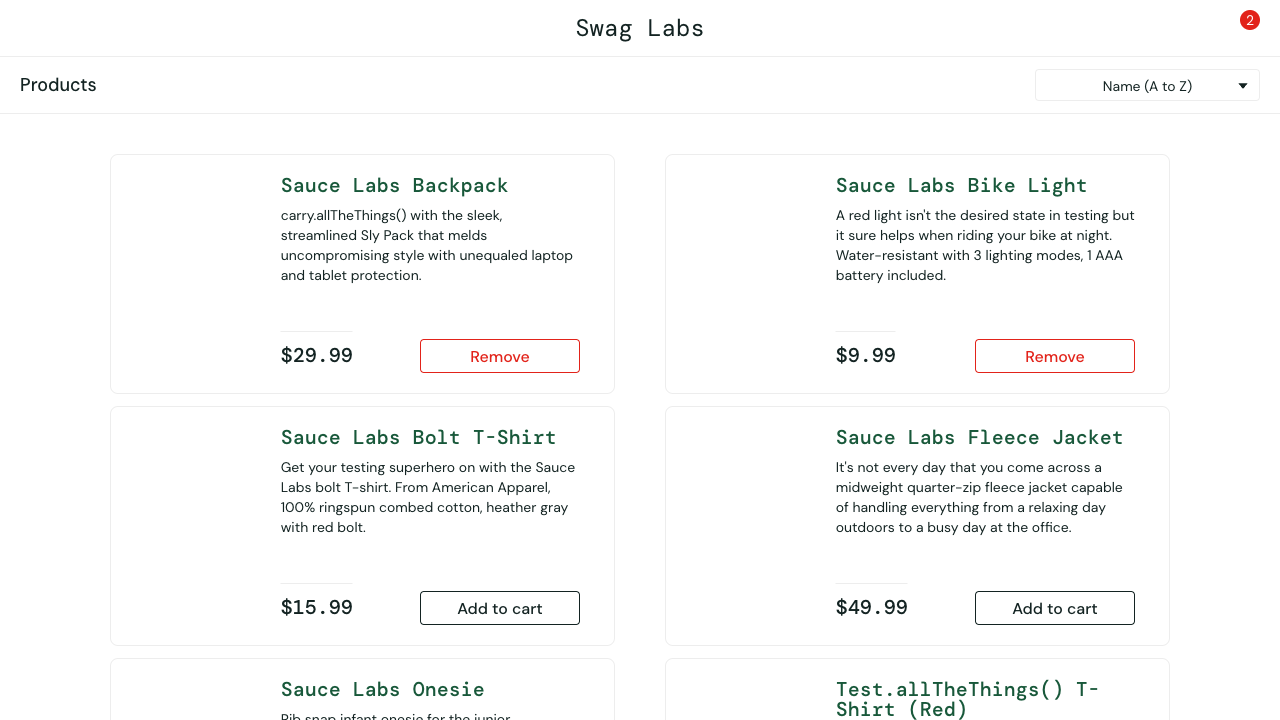 Swag Labs
2
Products
Name (A to Z)
Sauce Labs Backpack
carry.allTheThings() with the sleek,
streamlined Sly Pack that melds
uncompromising style with unequaled laptop
and tablet protection.
$29.99
Remove
Sauce Labs Bike Light
A red light isn't the desired state in testing but
it sure helps when riding your bike at night.
Water-resistant with 3 lighting modes, 1 AAA
battery included.
$9.99
Remove
Sauce Labs Bolt T-Shirt
Get your testing superhero on with the Sauce
Labs bolt T-shirt. From American Apparel,
100% ringspun combed cotton, heather gray
with red bolt.
$15.99
Add to cart
Sauce Labs Fleece Jacket
It's not every day that you come across a
midweight quarter-zip fleece jacket capable
of handling everything from a relaxing day
outdoors to a busy day at the office.
$49.99
Add to cart
Sauce Labs Onesie
Rib snap infant onesie for the junior
Test.allTheThings() T-
Shirt (Red)